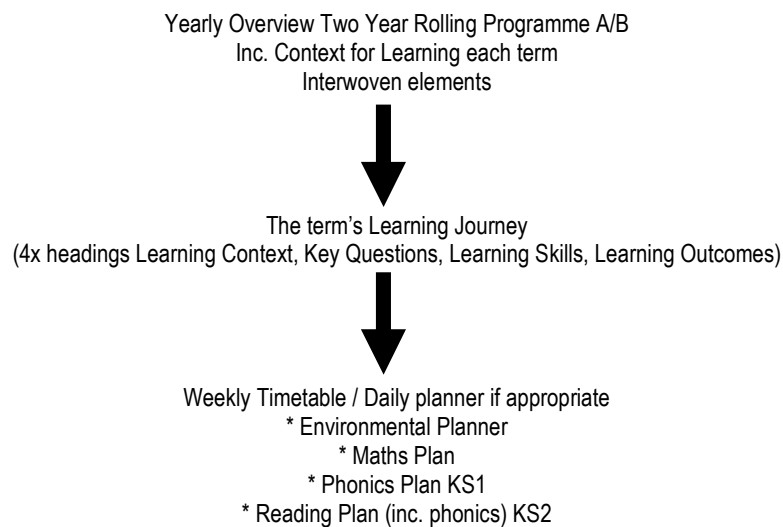 Yearly Overview Two Year Rolling Programme A/B
Inc. Context for Learning each term
Interwoven elements
The term's Learning Journey
(4x headings Learning Context, Key Questions, Learning Skills, Learning Outcomes)
Weekly Timetable / Daily planner if appropriate
* Environmental Planner
* Maths Plan
* Phonics Plan KS1
* Reading Plan (inc. phonics) KS2